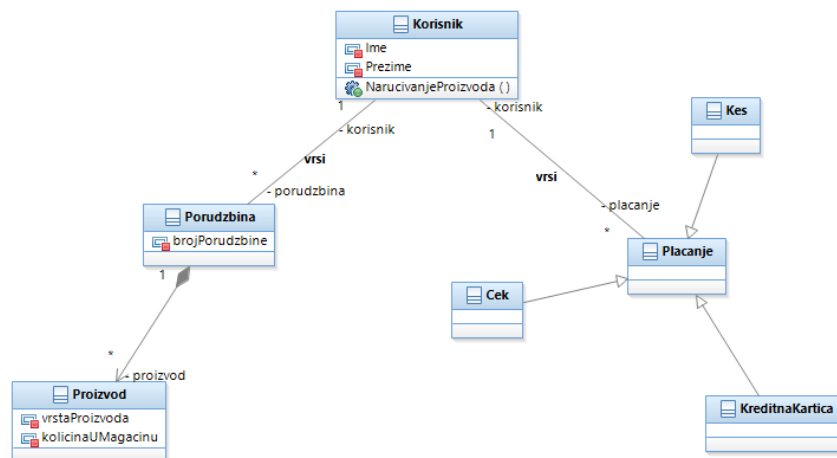 Korisnik
Ime
Prezime
NarucivanjeProizvoda ( )
1
- korisnik
- korisnik
1
Kes
vrsi
vrsi
*
- porudzbina
- placanje
*
Porudzbina
brojPorudzbine
1
Placanje
Cek
*
- proizvod
Proizvod
vrstaProizvoda
kolicinaUMagacinu
KreditnaKartica